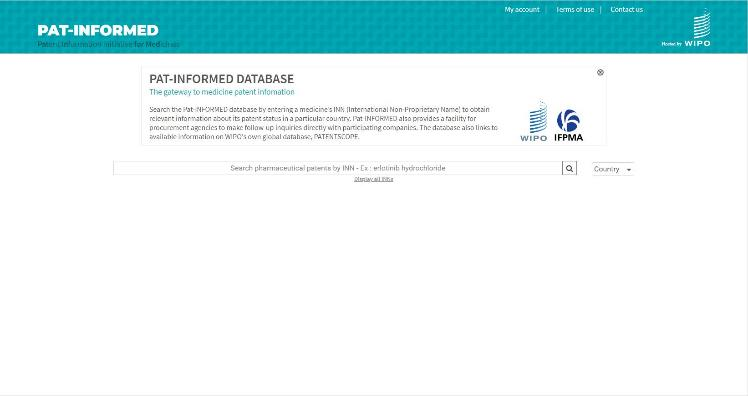 My account | Terms of use | Contact us
PAT-INFORMED
Patent Information Initiative for Medicines
Hosted by WIPO
PAT-INFORMED DATABASE
The gateway to medicine patent infomation
Search the Pat-INFORMED database by entering a medicine's INN (International Non-Proprietary Name) to obtain
relevant information about its patent status in a particular country. Pat-INFORMED also provides a facility for
procurement agencies to make follow up inquiries directly with participating companies. The database also links to
available information on WIPO's own global database, PATENTSCOPE.
WIPO IFPMA
Search pharmaceutical patents by INN - Ex : erlotinib hydrochloride
Country
Display all INNs